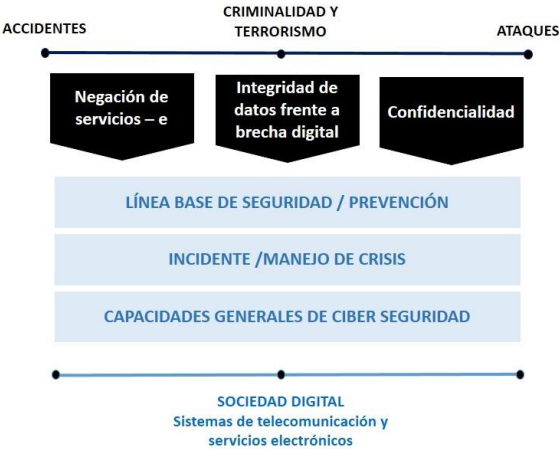 CRIMINALIDAD Y
TERRORISMO
ACCIDENTES
ATAQUES
Negación de
servicios – e
Integridad de
datos frente a
brecha digital
Confidencialidad
LÍNEA BASE DE SEGURIDAD / PREVENCIÓN
INCIDENTE /MANEJO DE CRISIS
CAPACIDADES GENERALES DE CIBER SEGURIDAD
SOCIEDAD DIGITAL
Sistemas de telecomunicación y
servicios electrónicos